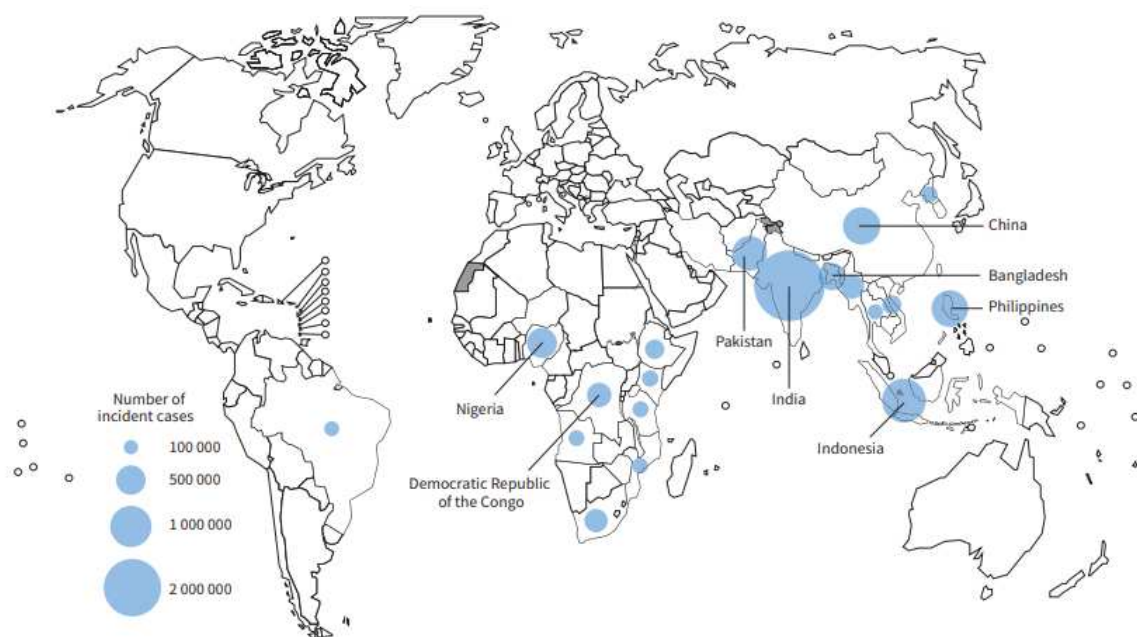 China
Bangladesh
Philippines
Pakistan
India
Nigeria
Indonesia
Democratic Republic
of the Congo
Number of
incident cases
100 000
500 000
1 000 000
2 000 000